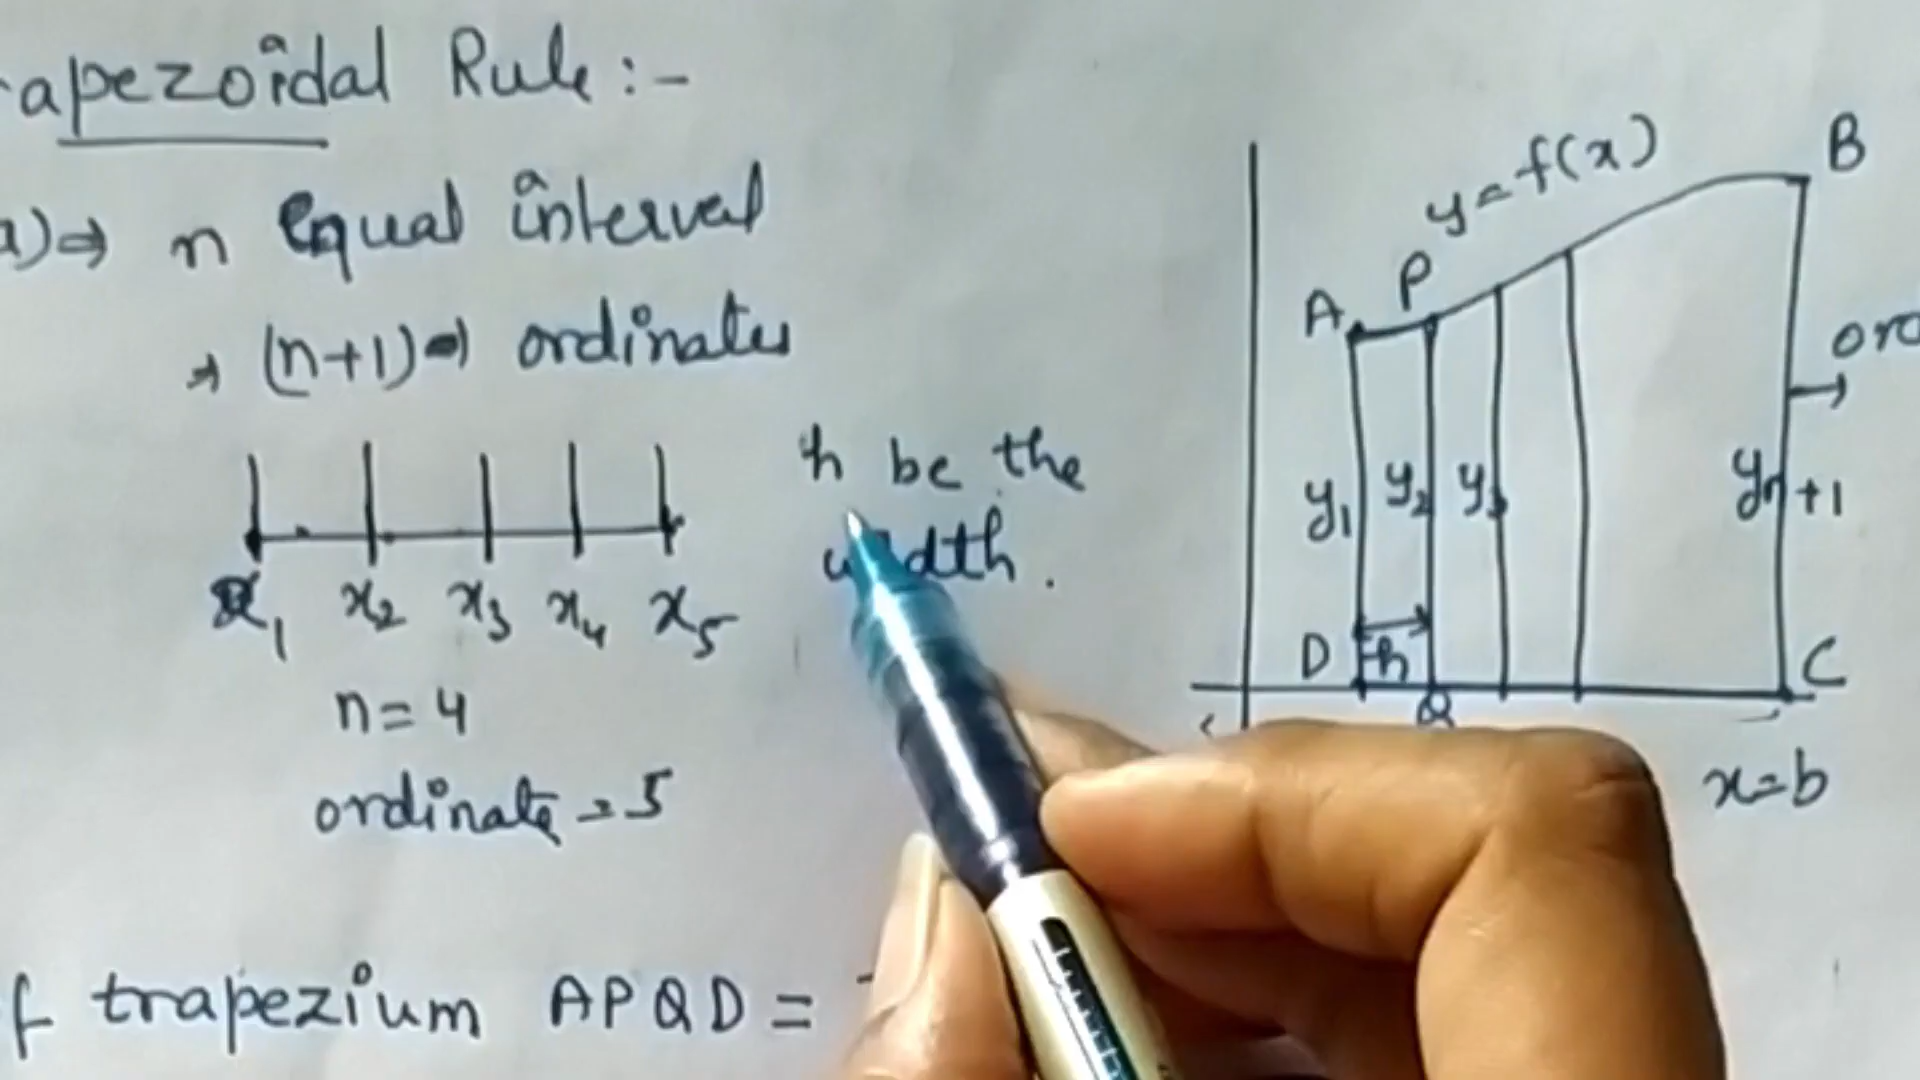 apezoidal Rule :-
a) ⇒ n equal interval
→ (n+1) ⇒ ordinates
x₁ x₂ x₃ x₄ x₅
n = 4
ordinate = 5
h be the
width.
f trapezium APQD =
y = f(x)
A P B
y₁ y₂ y₃ yn+1
h
D Q C
x=b